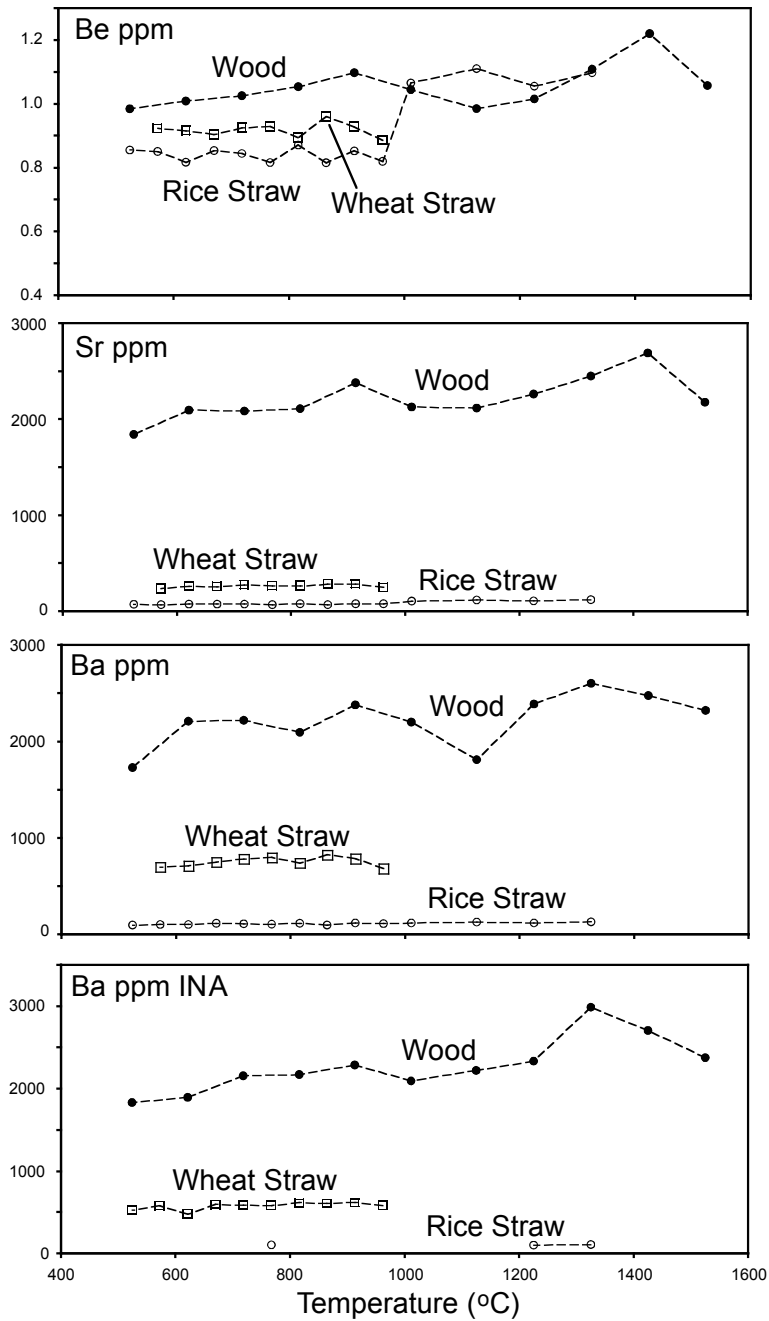 Be ppm
1.2
Wood
1.0
0.8
Rice Straw
Wheat Straw
0.6
0.4
3000
Sr ppm
Wood
2000
1000
Wheat Straw
Rice Straw
0
3000
Ba ppm
Wood
2000
1000
Wheat Straw
Rice Straw
0
Ba ppm INA
3000
Wood
2000
1000
Wheat Straw
Rice Straw
0
400 600 800 1000 1200 1400 1600
Temperature (ºC)